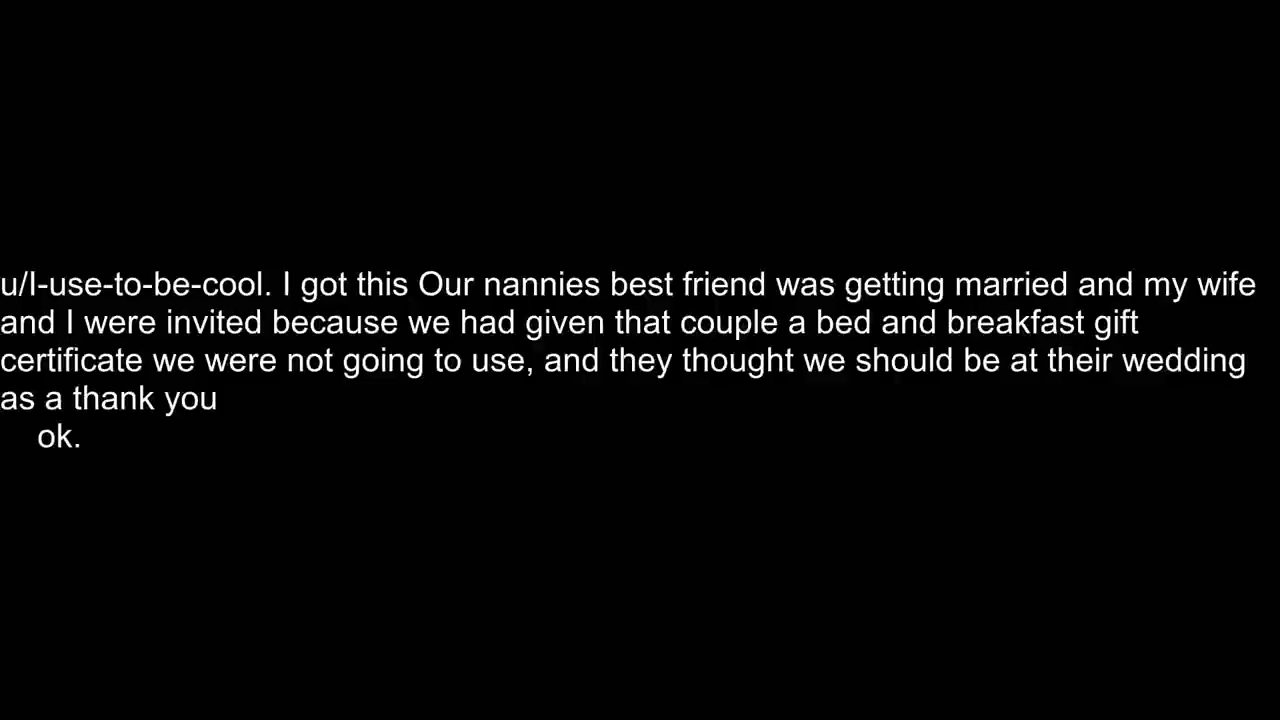 u/I-use-to-be-cool. I got this Our nannies best friend was getting married and my wife
and I were invited because we had given that couple a bed and breakfast gift
certificate we were not going to use, and they thought we should be at their wedding
as a thank you
ok.